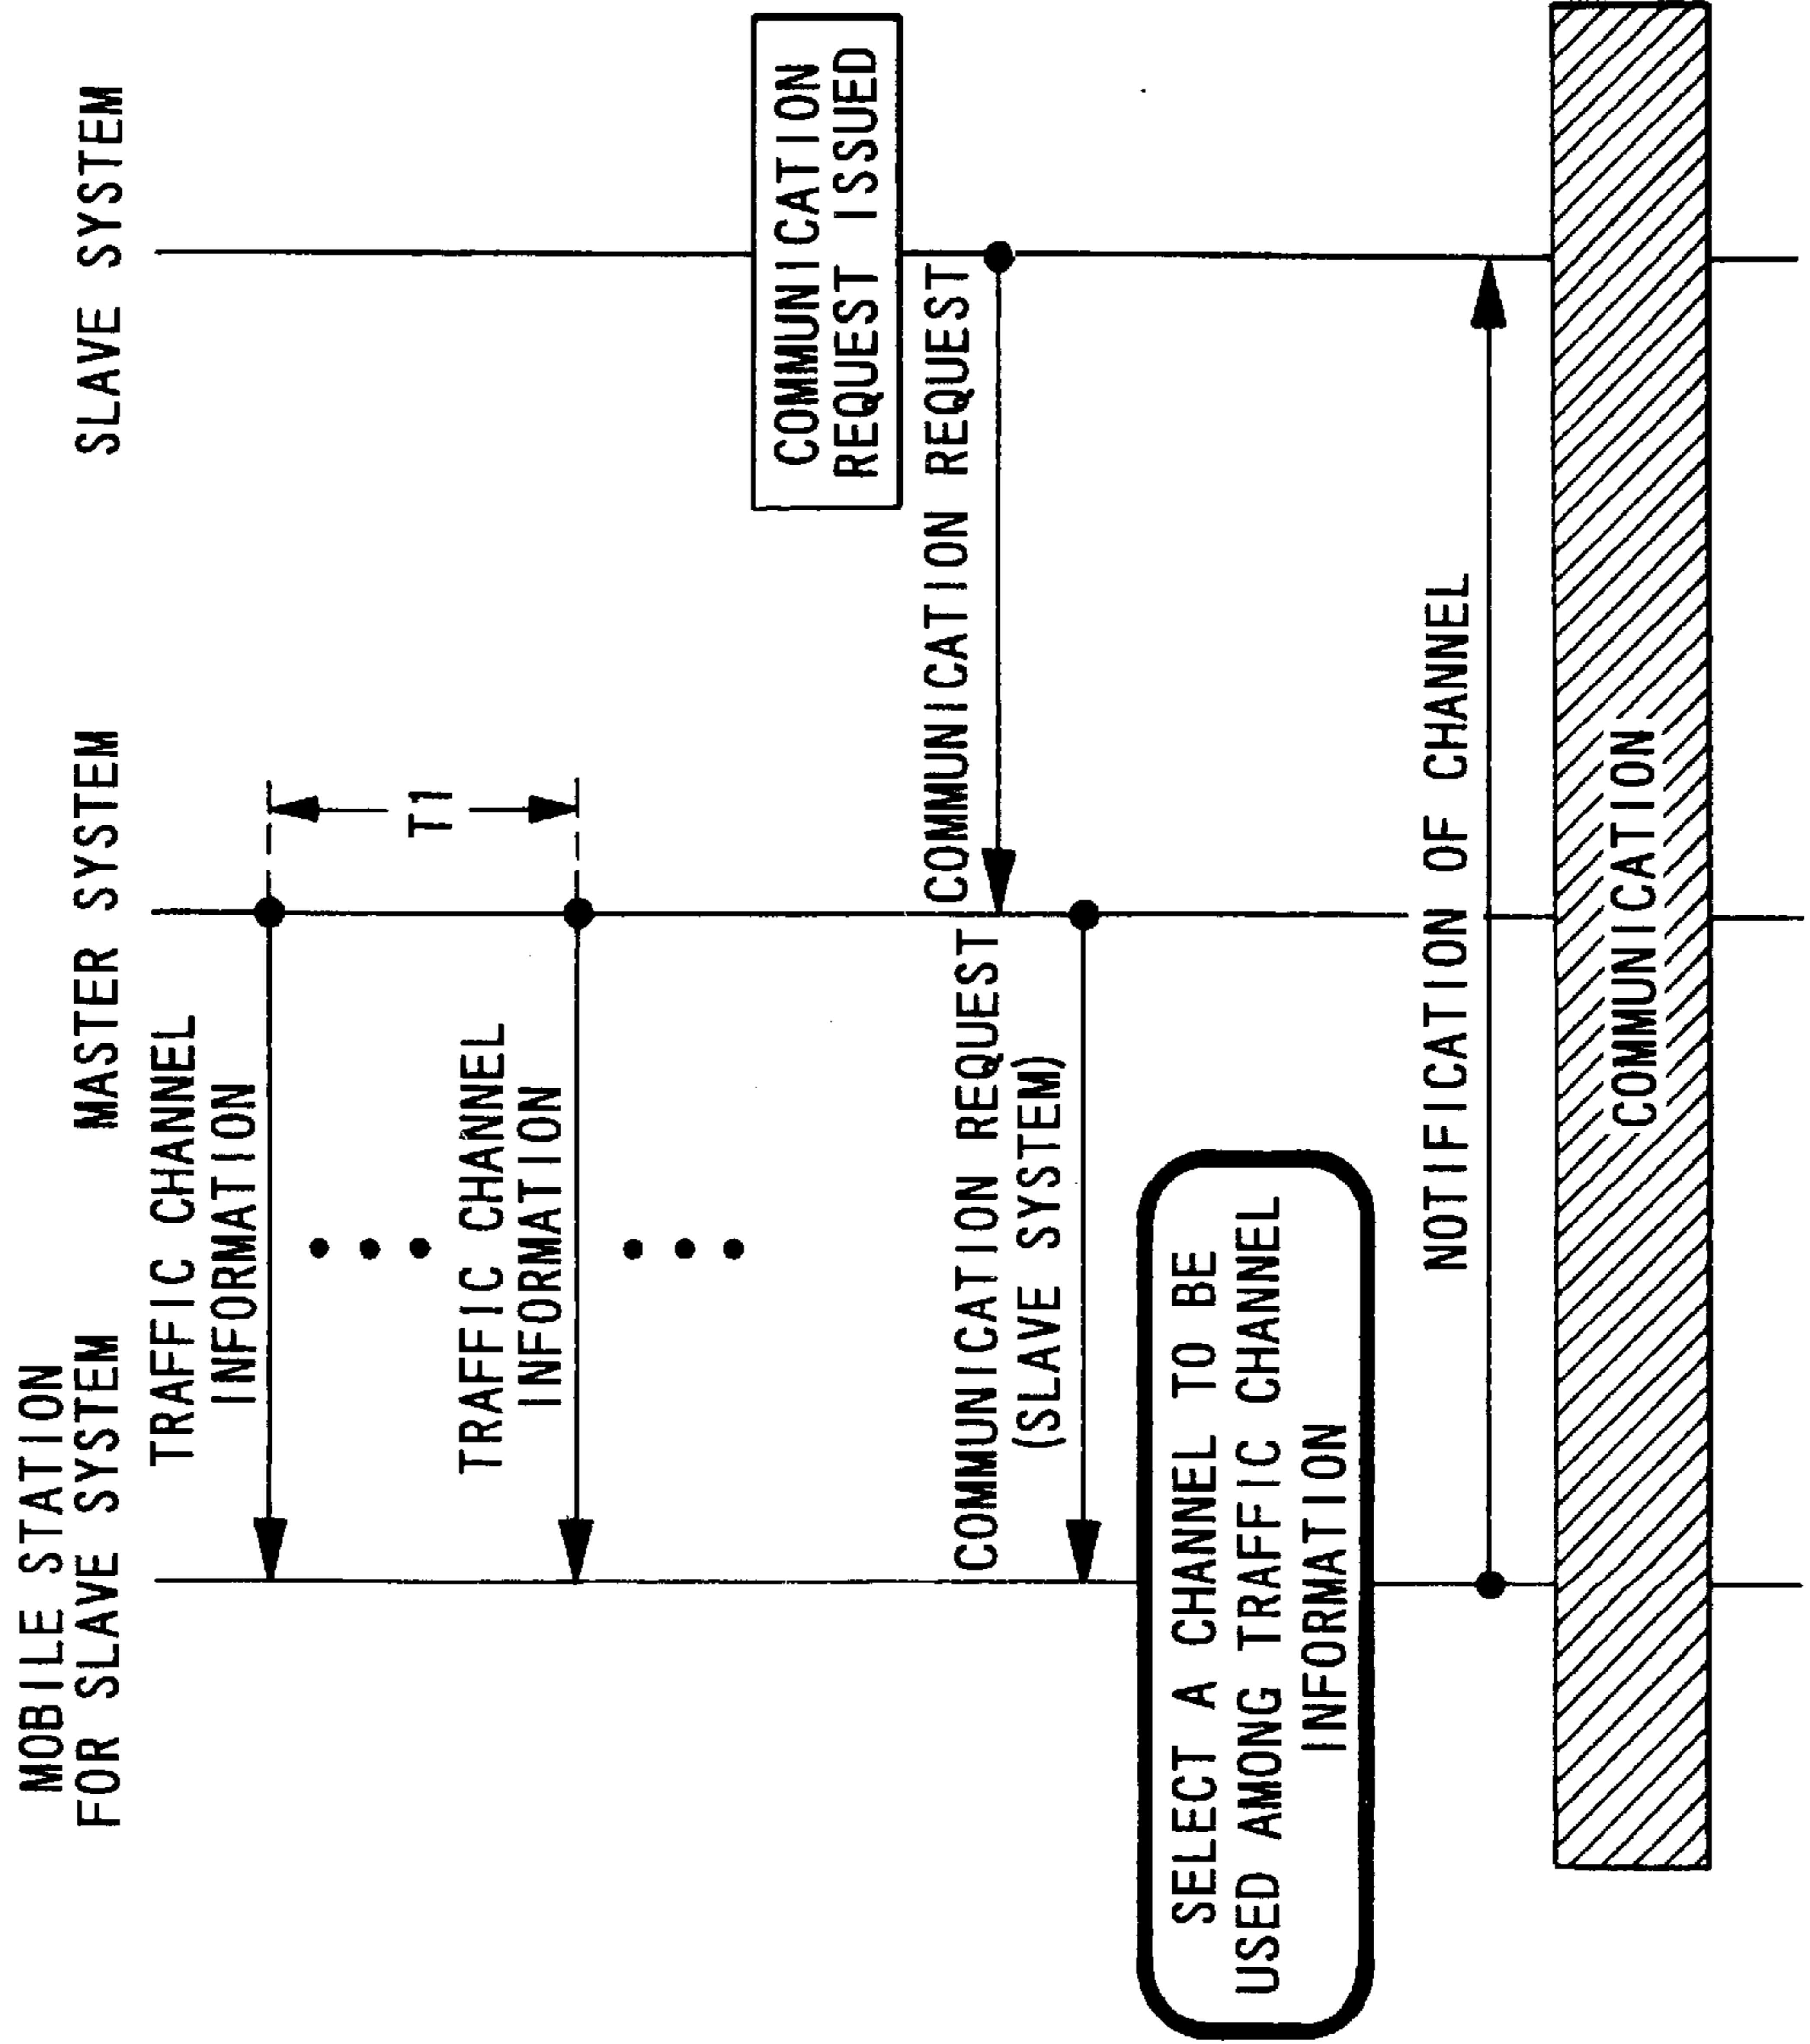 MOBILE STATION
FOR SLAVE SYSTEM
MASTER SYSTEM
SLAVE SYSTEM
TRAFFIC CHANNEL
INFORMATION
T1
TRAFFIC CHANNEL
INFORMATION
COMMUNICATION
REQUEST ISSUED
COMMUNICATION REQUEST
COMMUNICATION REQUEST
(SLAVE SYSTEM)
SELECT A CHANNEL TO BE
USED AMONG TRAFFIC CHANNEL
INFORMATION
NOTIFICATION OF CHANNEL
COMMUNICATION